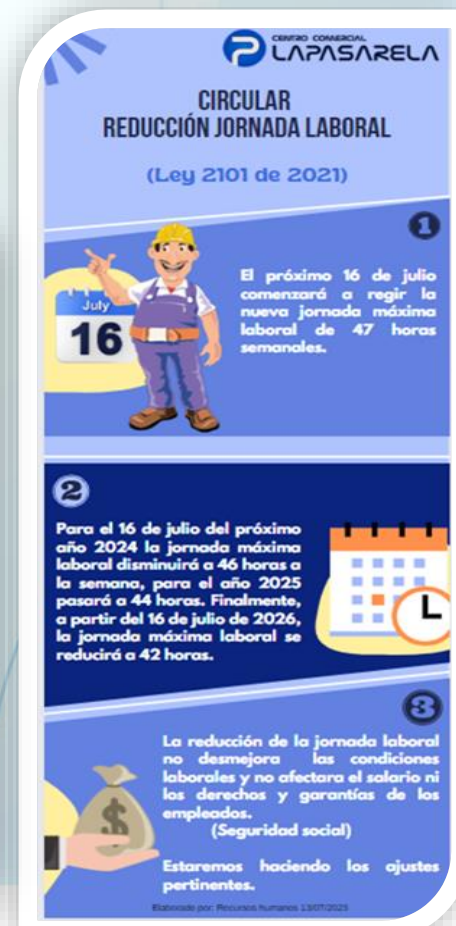 CENTRO COMERCIAL
LAPASARELA
CIRCULAR
REDUCCIÓN JORNADA LABORAL
(Ley 2101 de 2021)
1
El próximo 16 de julio
comenzará a regir la
nueva jornada máxima
laboral de 47 horas
semanales.
July
16
2
Para el 16 de julio del próximo
año 2024 la jornada máxima
laboral disminuirá a 46 horas a
la semana, para el año 2025
pasará a 44 horas. Finalmente,
a partir del 16 de julio de 2026,
la jornada máxima laboral se
reducirá a 42 horas.
3
La reducción de la jornada laboral
no desmejora las condiciones
laborales y no afectara el salario ni
los derechos y garantías de los
empleados.
(Seguridad social)
Estaremos haciendo los ajustes
pertinentes.
$
Elaborado por: Recursos humanos 13/07/2023